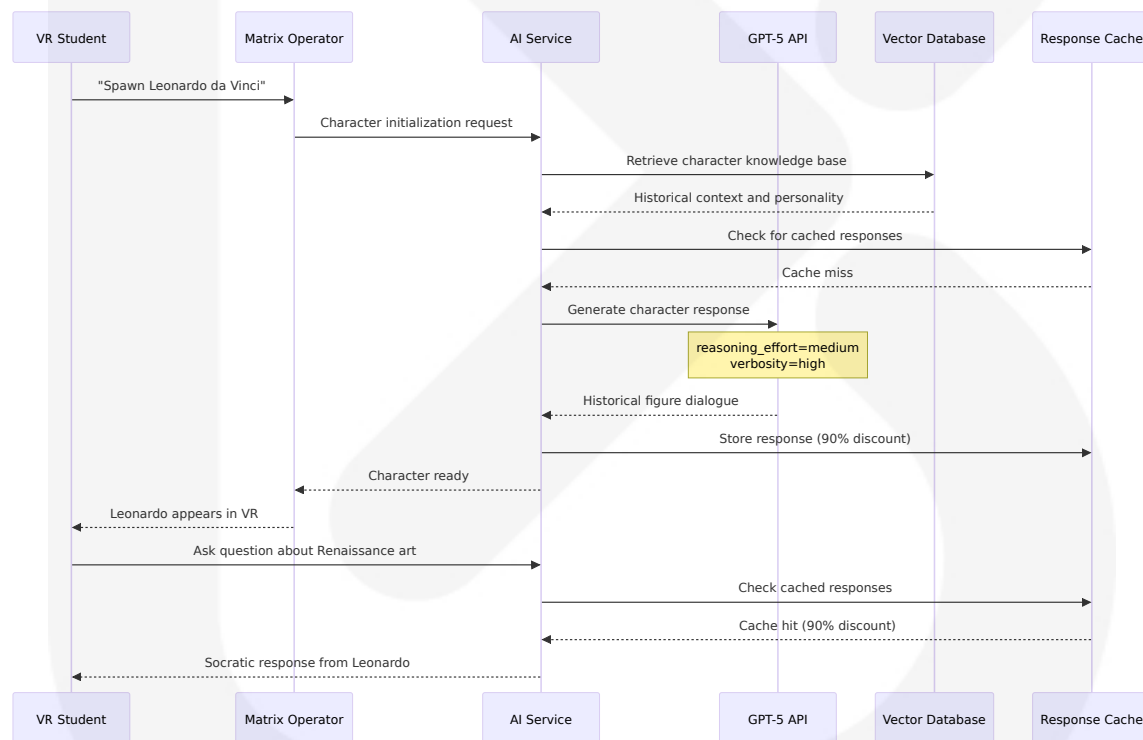 VR Student
Matrix Operator
AI Service
GPT-5 API
Vector Database
Response Cache
"Spawn Leonardo da Vinci"
Character initialization request
Retrieve character knowledge base
Historical context and personality
Check for cached responses
Cache miss
Generate character response
reasoning_effort=medium
verbosity=high
Historical figure dialogue
Store response (90% discount)
Character ready
Leonardo appears in VR
Ask question about Renaissance art
Check cached responses
Cache hit (90% discount)
Socratic response from Leonardo
VR Student
Matrix Operator
AI Service
GPT-5 API
Vector Database
Response Cache